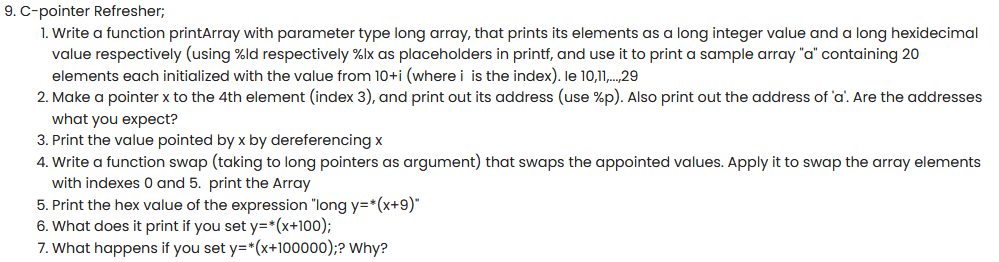 9. C-pointer Refresher;
1. Write a function printArray with parameter type long array, that prints its elements as a long integer value and a long hexidecimal
value respectively (using %ld respectively %lx as placeholders in printf, and use it to print a sample array "a" containing 20
elements each initialized with the value from 10+i (where i is the index). Ie 10,11,...,29
2. Make a pointer x to the 4th element (index 3), and print out its address (use %p). Also print out the address of 'a'. Are the addresses
what you expect?
3. Print the value pointed by x by dereferencing x
4. Write a function swap (taking to long pointers as argument) that swaps the appointed values. Apply it to swap the array elements
with indexes 0 and 5. print the Array
5. Print the hex value of the expression "long y=*(x+9)"
6. What does it print if you set y=*(x+100);
7. What happens if you set y=*(x+100000);? Why?